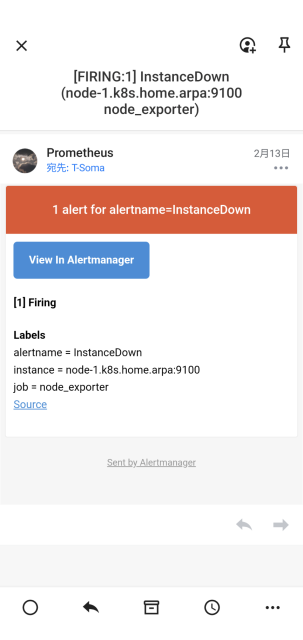 [FIRING:1] InstanceDown
(node-1.k8s.home.arpa:9100
node_exporter)
Prometheus
2月13日
宛先: T-Soma
1 alert for alertname=InstanceDown
View In Alertmanager
[1] Firing
Labels
alertname = InstanceDown
instance = node-1.k8s.home.arpa:9100
job = node_exporter
Source
Sent by Alertmanager